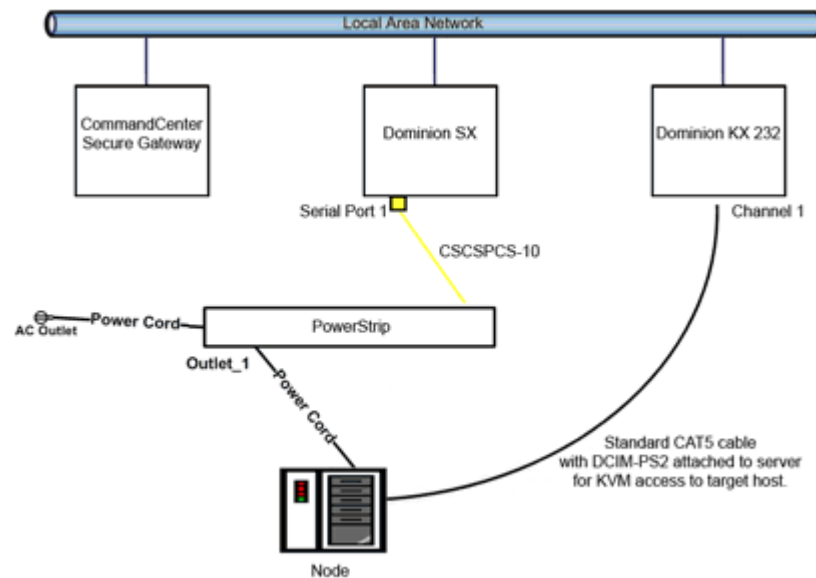 Local Area Network
CommandCenter
Secure Gateway
Dominion SX
Dominion KX 232
Serial Port 1
Channel 1
CSCSPCS-10
Power Cord
AC Outlet
PowerStrip
Outlet_1
Power Cord
Standard CAT5 cable
with DCIM-PS2 attached to server
for KVM access to target host.
Node